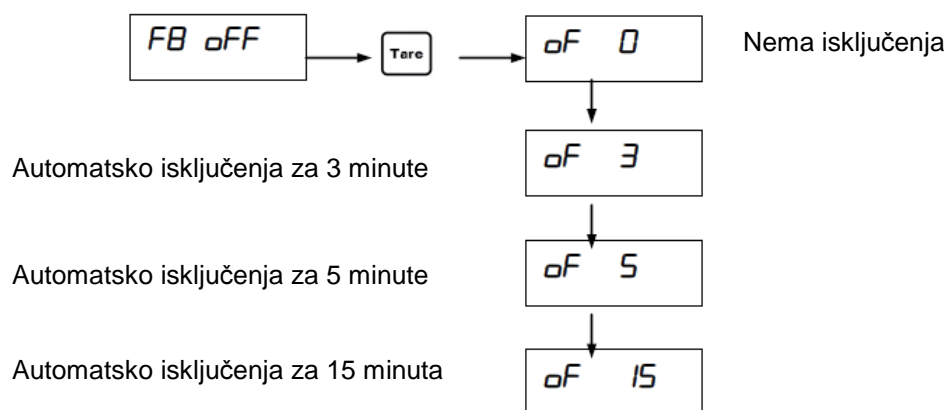 F8 oFF
Tare
oF 0
Nema isključenja
Automatsko isključenja za 3 minute
oF 3
Automatsko isključenja za 5 minute
oF 5
Automatsko isključenja za 15 minuta
oF 15